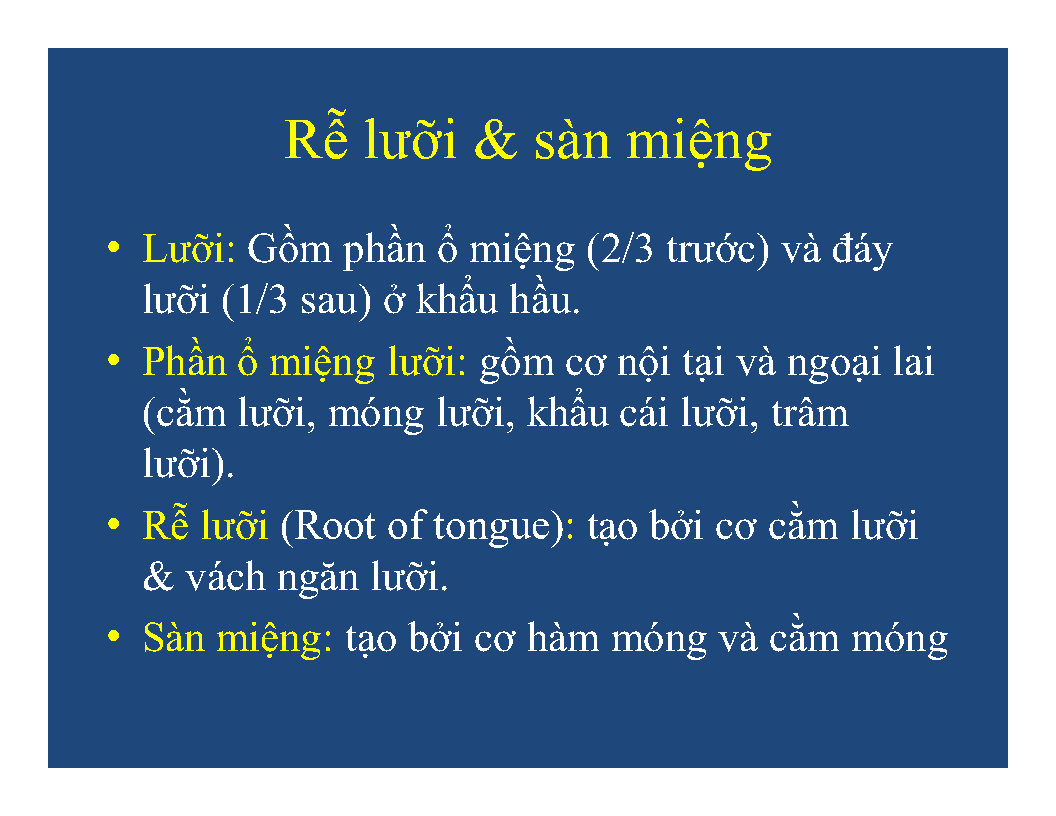 Rễ lưỡi & sàn miệng
• Lưỡi: Gồm phần ổ miệng (2/3 trước) và đáy
lưỡi (1/3 sau) ở khẩu hầu.
• Phần ổ miệng lưỡi: gồm cơ nội tại và ngoại lai
(cằm lưỡi, móng lưỡi, khẩu cái lưỡi, trâm
lưỡi).
• Rễ lưỡi (Root of tongue): tạo bởi cơ cằm lưỡi
& vách ngăn lưỡi.
• Sàn miệng: tạo bởi cơ hàm móng và cằm móng